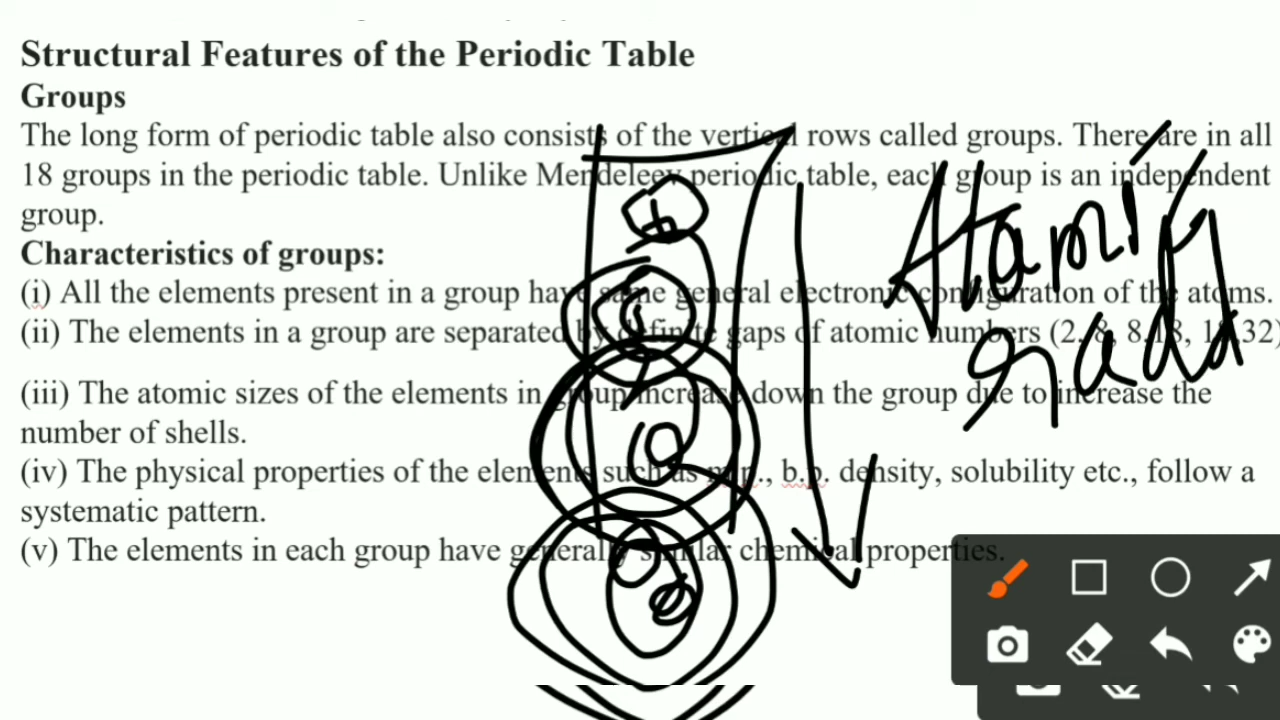 Structural Features of the Periodic Table
Groups
The long form of periodic table also consists of the vertical rows called groups. There are in all
18 groups in the periodic table. Unlike Mendeleev periodic table, each group is an independent
group.
Characteristics of groups:
(i) All the elements present in a group have same general electronic configuration of the atoms.
(ii) The elements in a group are separated by definite gaps of atomic numbers (2, 8, 8, 18, 18, 32)
(iii) The atomic sizes of the elements in group increase down the group due to increase the
number of shells.
(iv) The physical properties of the elements such as m.p., b.p. density, solubility etc., follow a
systematic pattern.
(v) The elements in each group have generally similar chemical properties.
Atomic